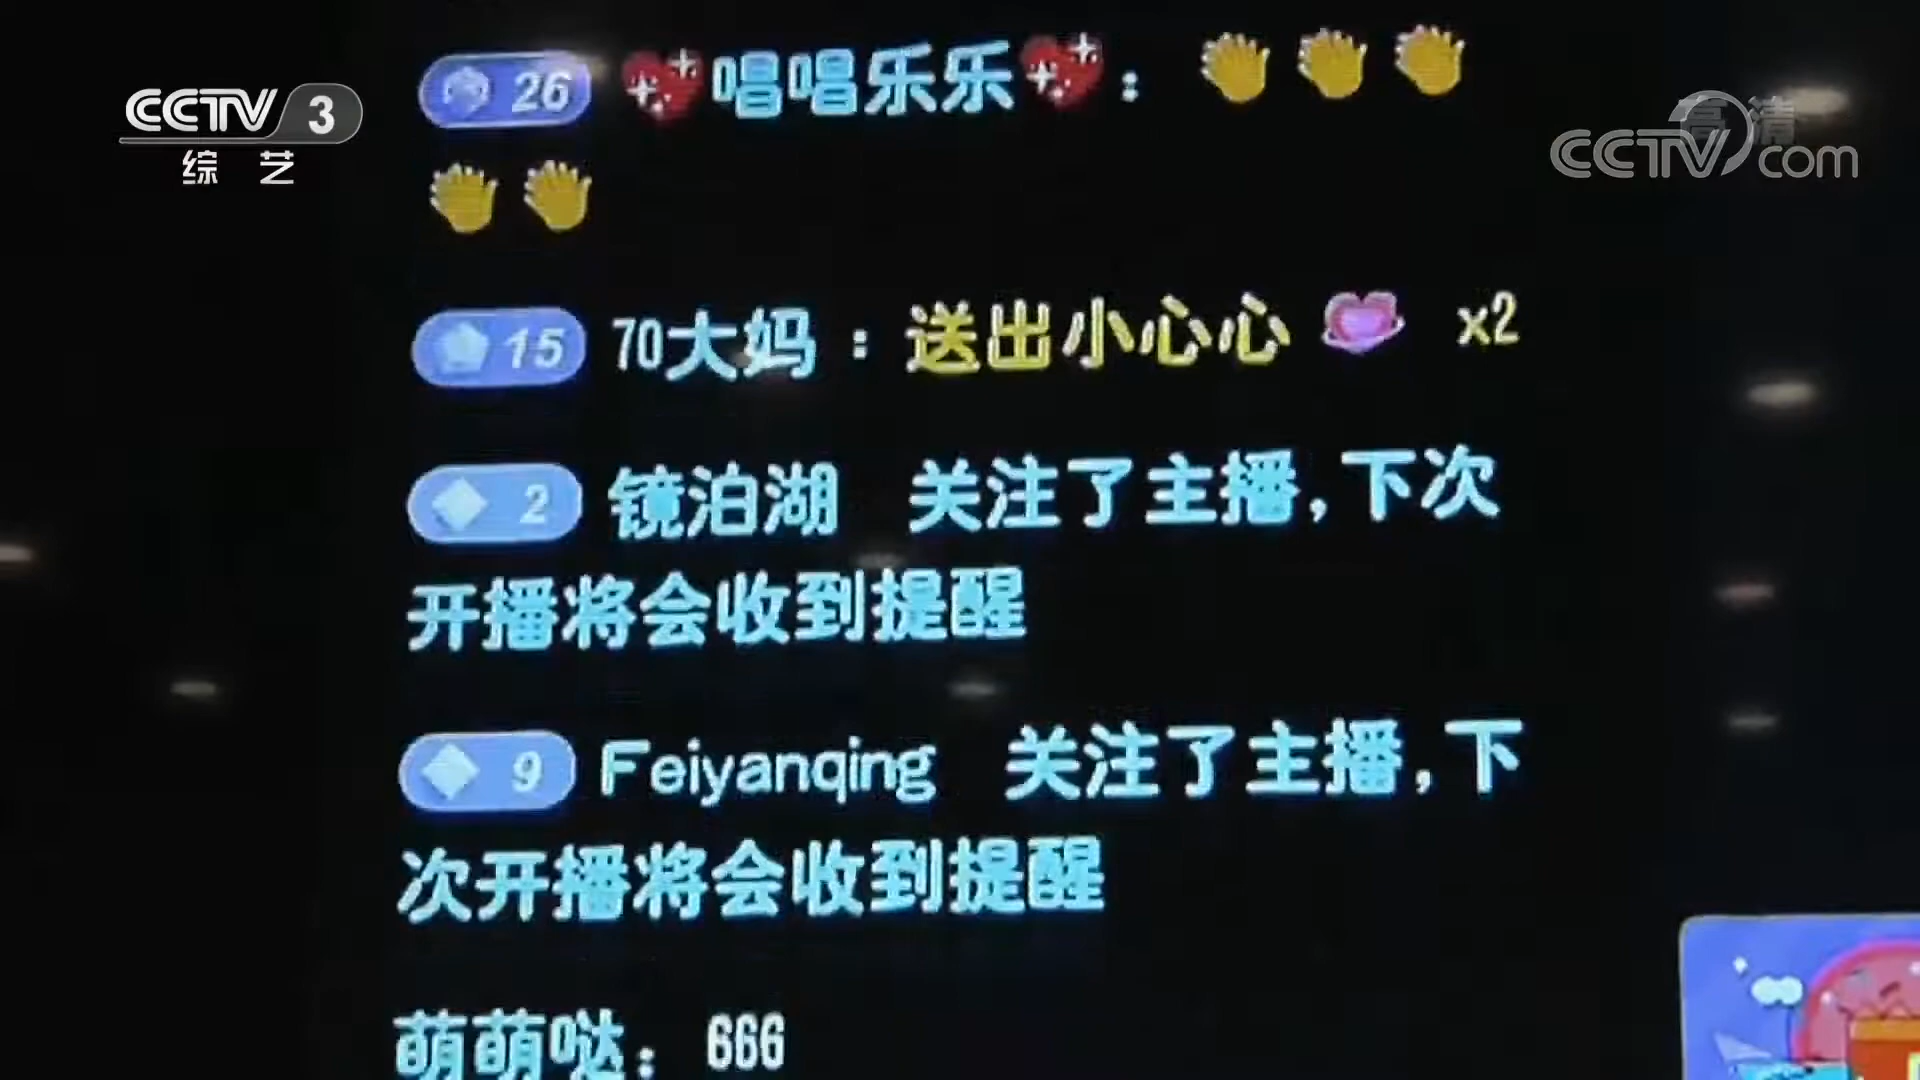 CCTV 3
综艺
高清
CCTV com
26 💖唱唱乐乐💖： 👏 👏 👏
👏 👏
15 70大妈：送出小心心 x2
2 镜泊湖 关注了主播，下次
开播将会收到提醒
9 Feiyanqing 关注了主播，下
次开播将会收到提醒
萌萌哒：666